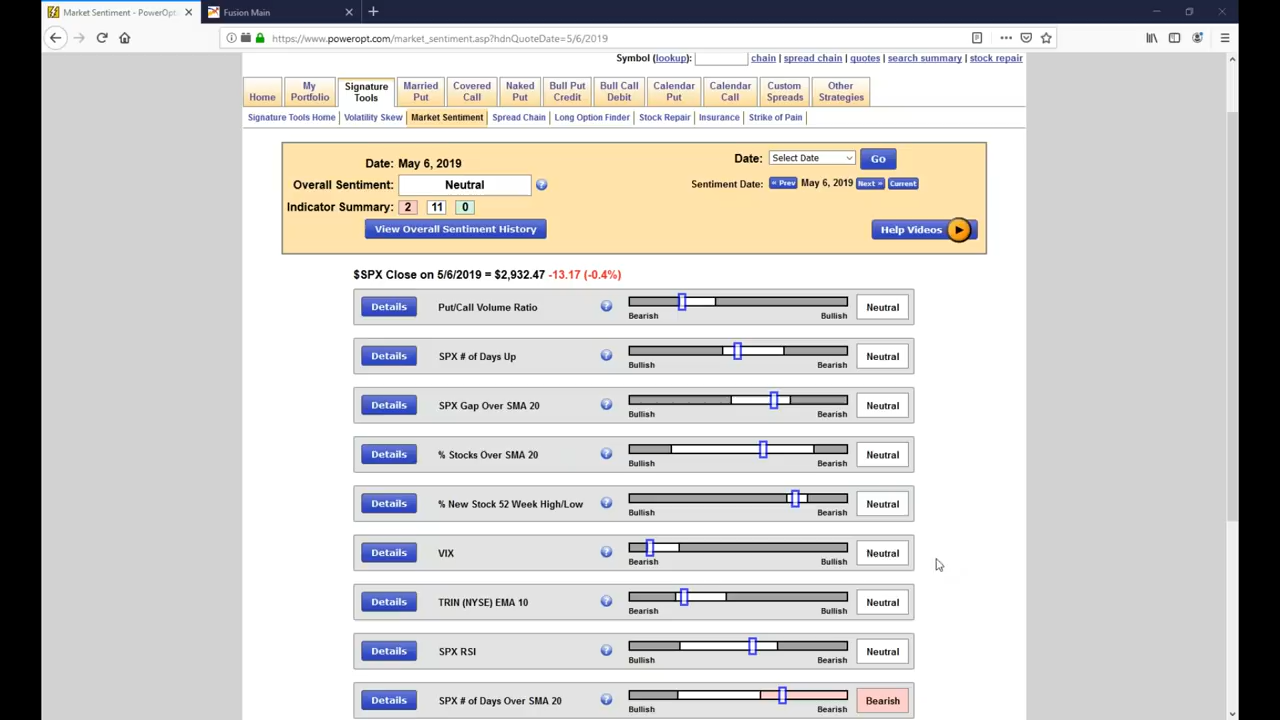 Market Sentiment - PowerOpt
Fusion Main
https://www.poweropt.com/market_sentiment.asp?hdnQuoteDate=5/6/2019
Symbol (lookup): chain | spread chain | quotes | search summary | stock repair
Home
My Portfolio
Signature Tools
Married Put
Covered Call
Naked Put
Bull Put Credit
Bull Call Debit
Calendar Put
Calendar Call
Custom Spreads
Other Strategies
Signature Tools Home | Volatility Skew | Market Sentiment | Spread Chain | Long Option Finder | Stock Repair | Insurance | Strike of Pain |
Date: May 6, 2019
Date: Select Date Go
Overall Sentiment: Neutral ?
Sentiment Date: « Prev May 6, 2019 Next » Current
Indicator Summary: 2 11 0
View Overall Sentiment History
Help Videos
$SPX Close on 5/6/2019 = $2,932.47 -13.17 (-0.4%)
Details Put/Call Volume Ratio ? Neutral
Bearish Bullish
Details SPX # of Days Up ? Neutral
Bullish Bearish
Details SPX Gap Over SMA 20 ? Neutral
Bullish Bearish
Details % Stocks Over SMA 20 ? Neutral
Bullish Bearish
Details % New Stock 52 Week High/Low ? Neutral
Bullish Bearish
Details VIX ? Neutral
Bearish Bullish
Details TRIN (NYSE) EMA 10 ? Neutral
Bearish Bullish
Details SPX RSI ? Neutral
Bullish Bearish
Details SPX # of Days Over SMA 20 ? Bearish
Bullish Bearish